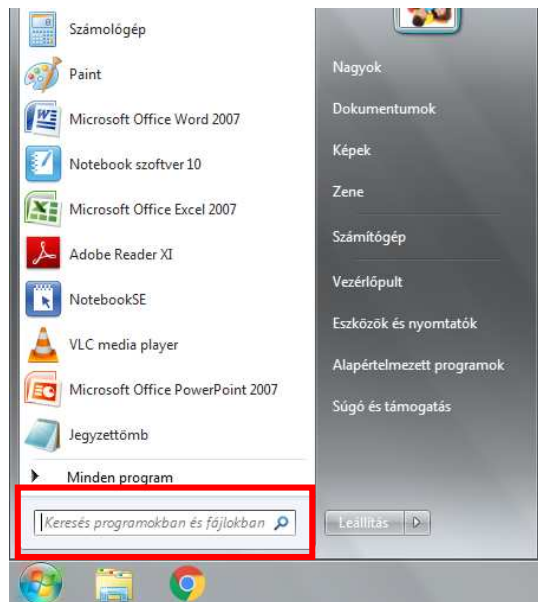 Számológép
Paint
Microsoft Office Word 2007
Notebook szoftver 10
Microsoft Office Excel 2007
Adobe Reader XI
NotebookSE
VLC media player
Microsoft Office PowerPoint 2007
Jegyzettömb
Minden program
Keresés programokban és fájlokban
Nagyok
Dokumentumok
Képek
Zene
Számítógép
Vezérlőpult
Eszközök és nyomtatók
Alapértelmezett programok
Súgó és támogatás
Leállítás